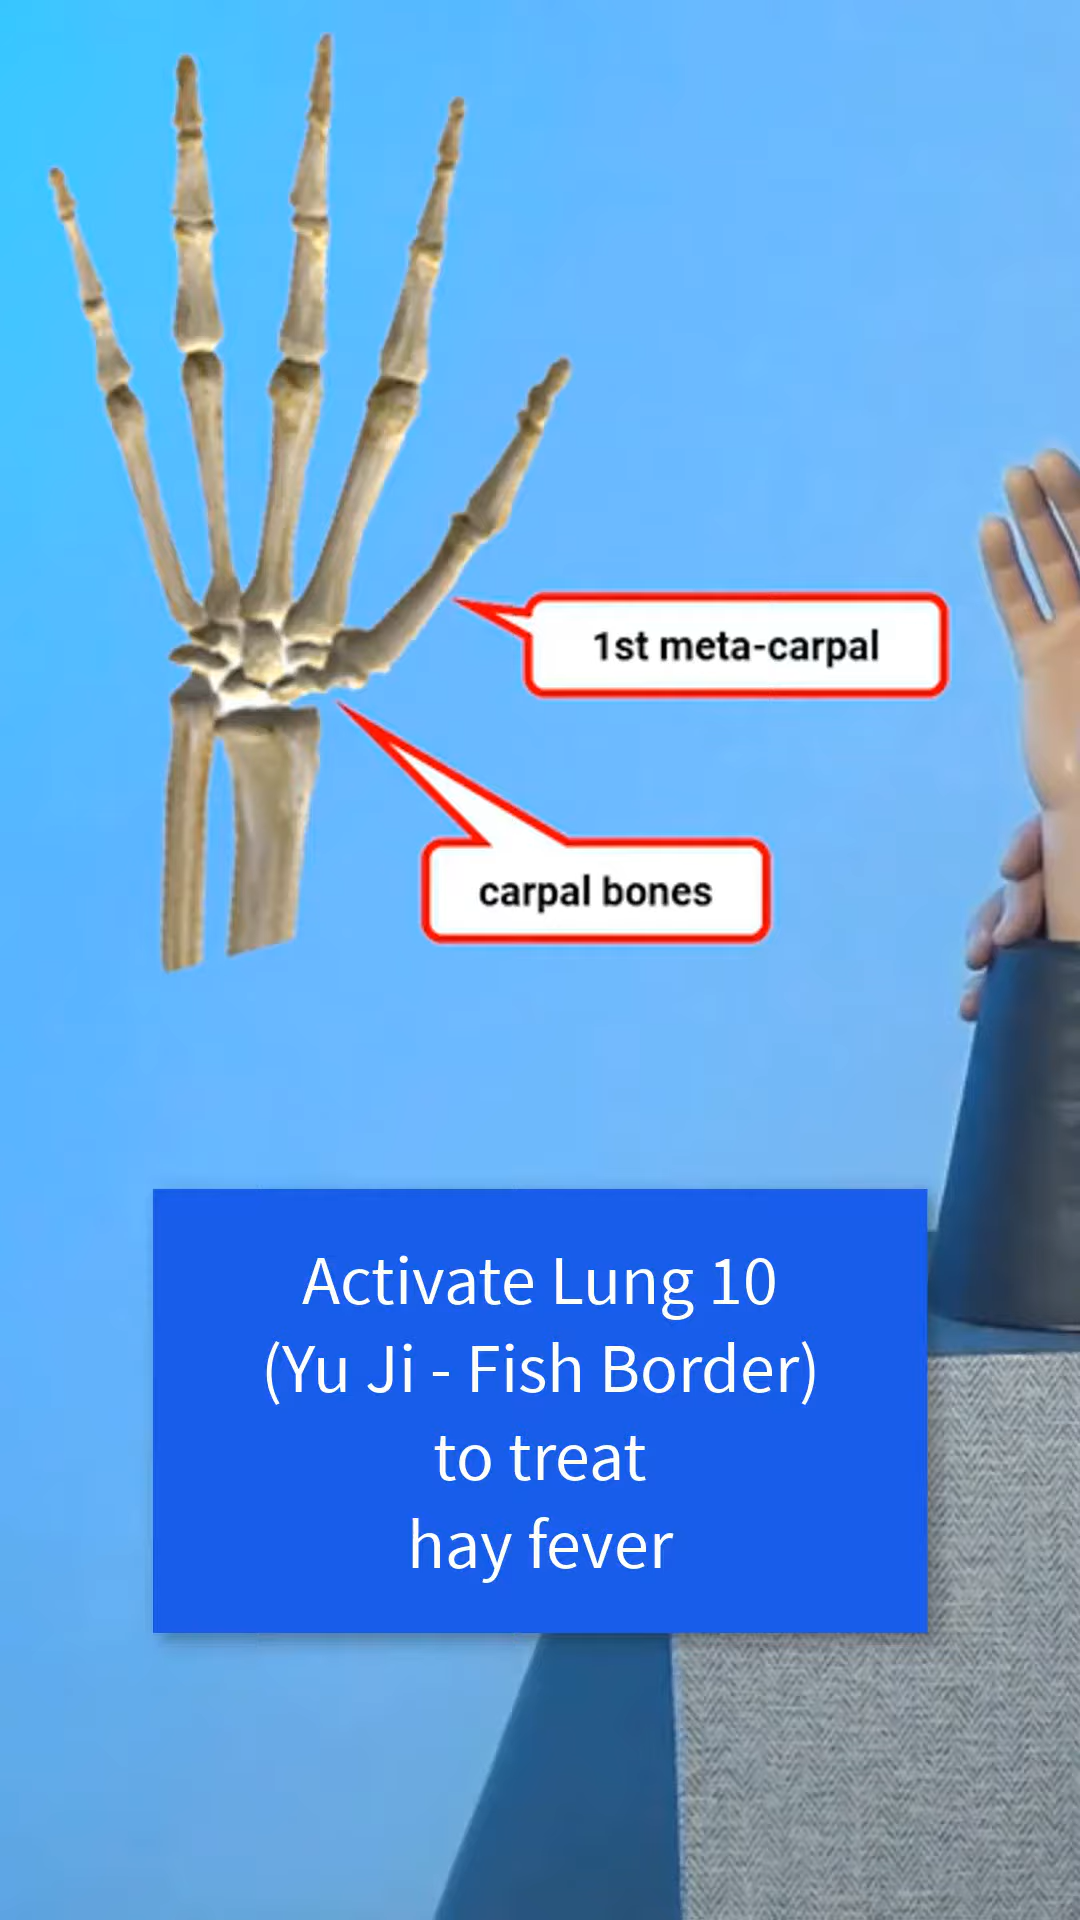 1st meta-carpal
carpal bones
Activate Lung 10
(Yu Ji - Fish Border)
to treat
hay fever